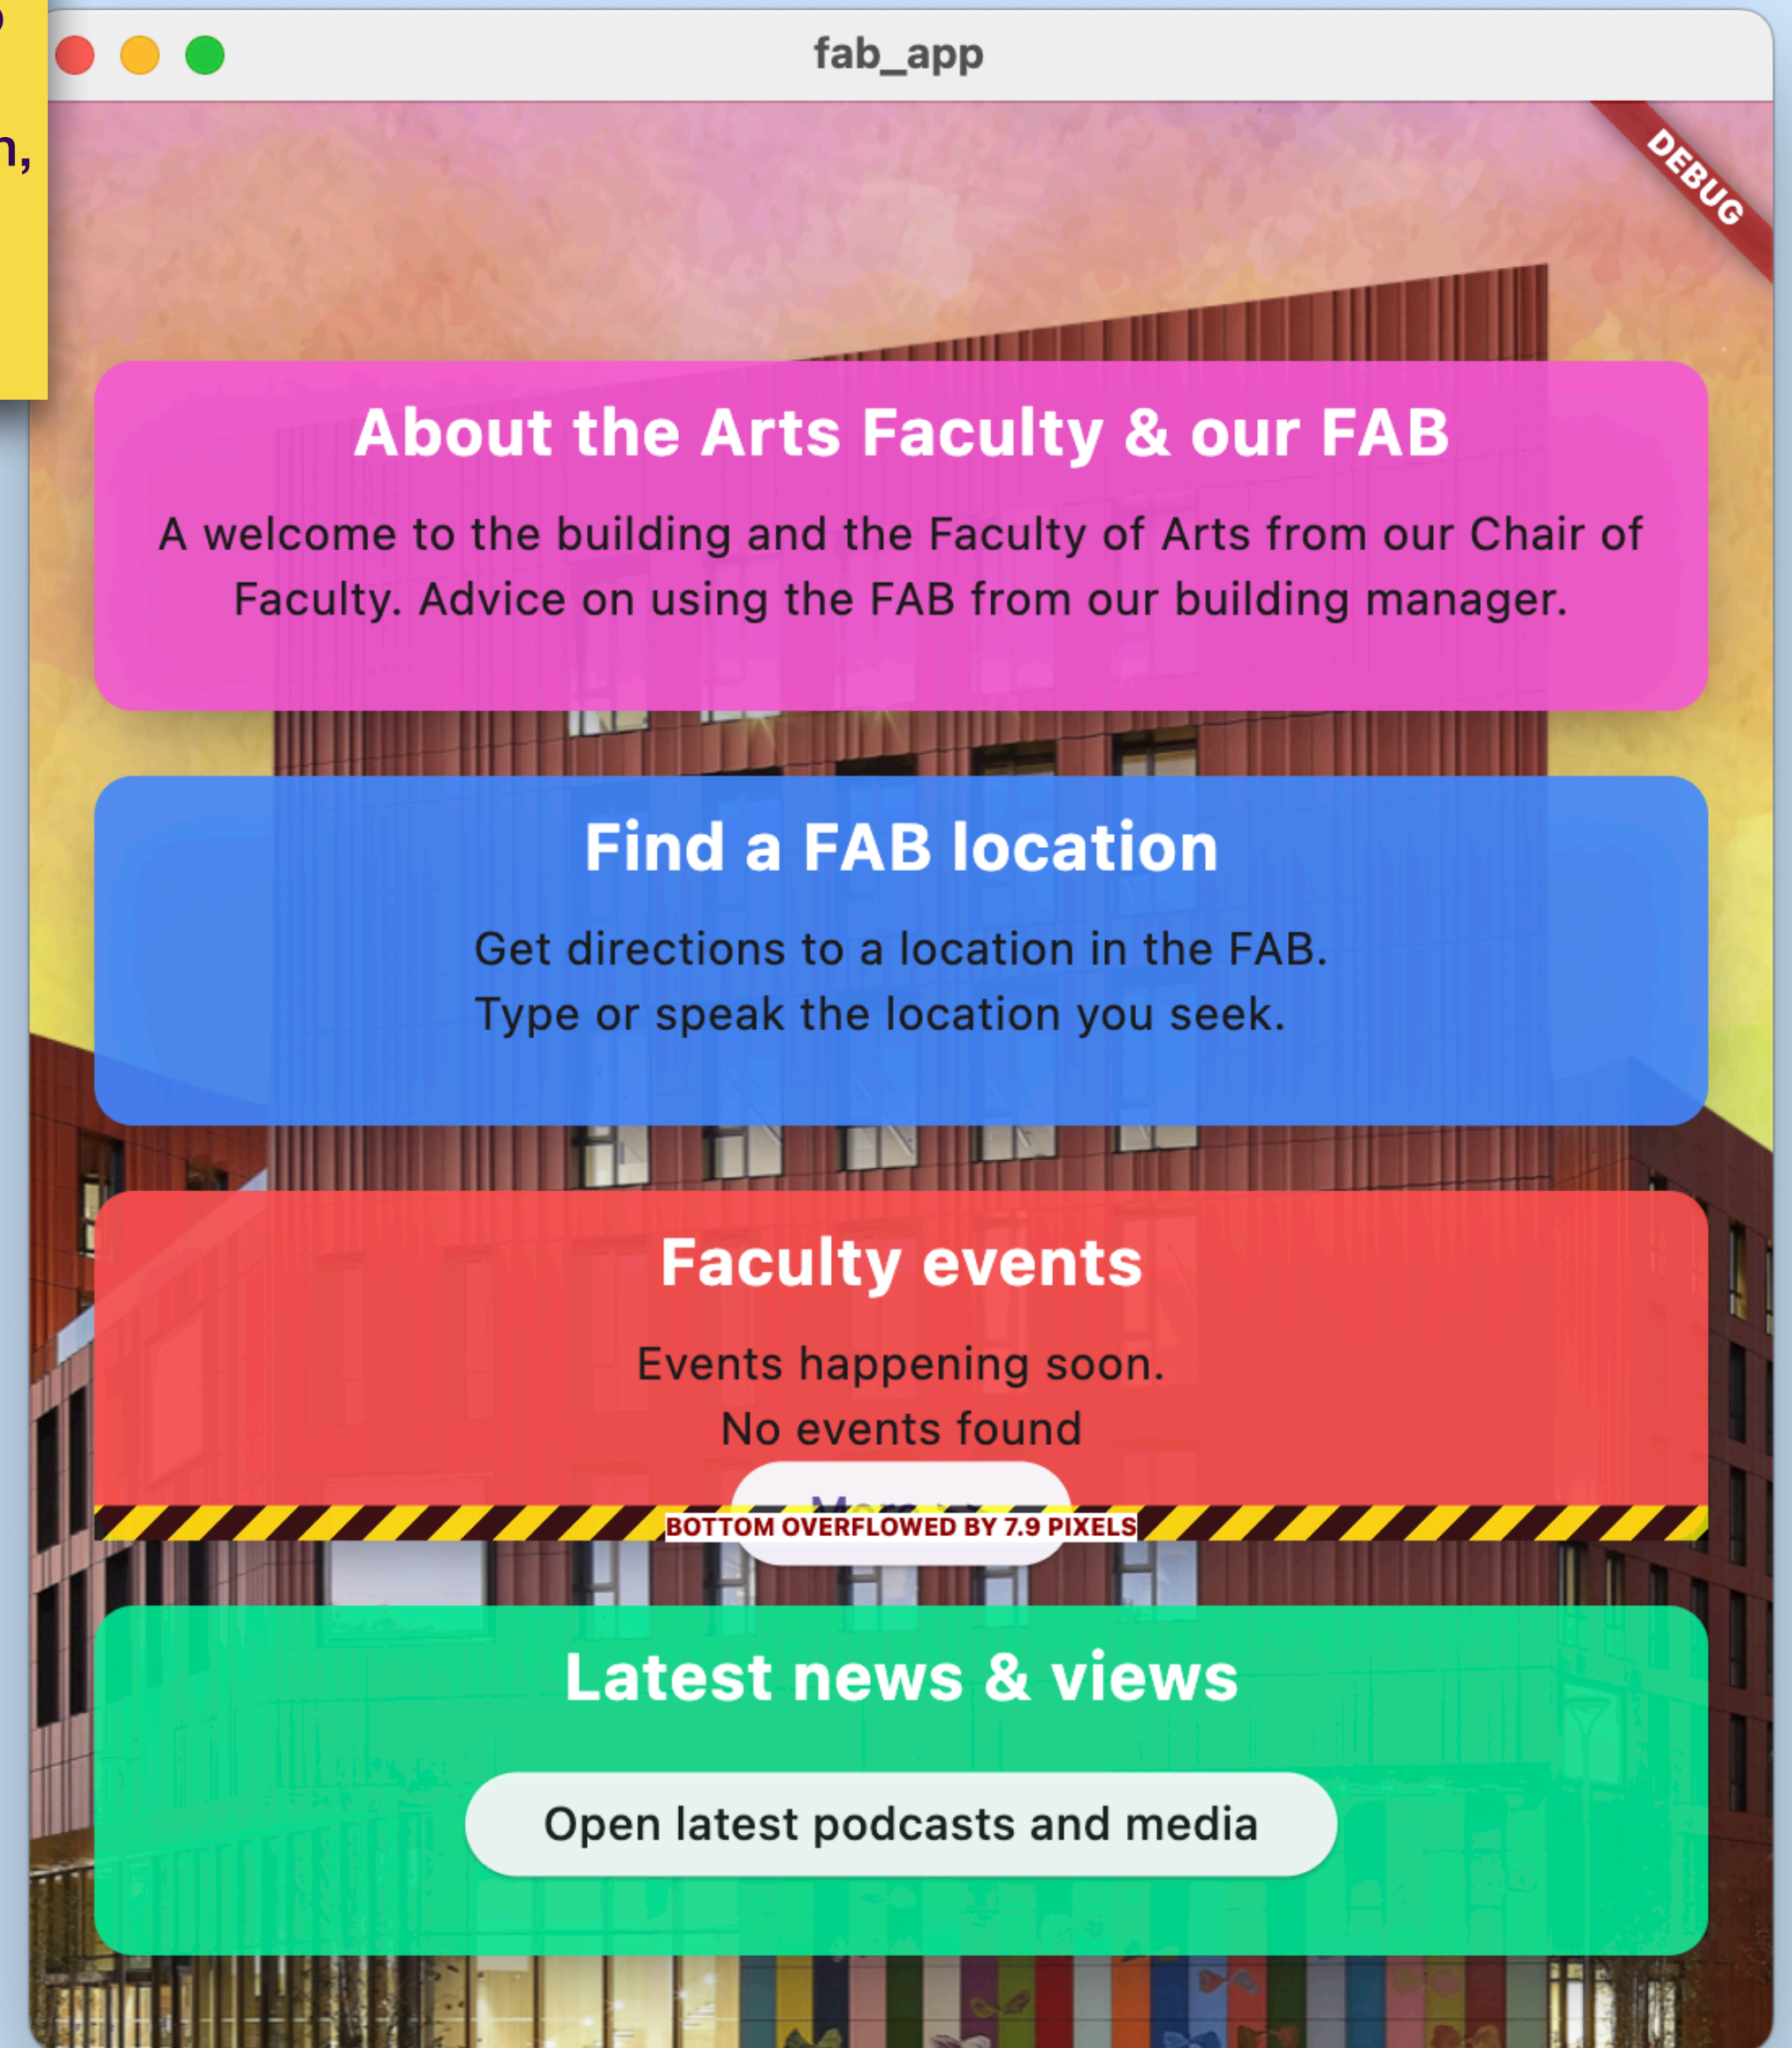 fab_app
DEBUG
About the Arts Faculty & our FAB
A welcome to the building and the Faculty of Arts from our Chair of
Faculty. Advice on using the FAB from our building manager.
Find a FAB location
Get directions to a location in the FAB.
Type or speak the location you seek.
Faculty events
Events happening soon.
No events found
BOTTOM OVERFLOWED BY 7.9 PIXELS
Latest news & views
Open latest podcasts and media